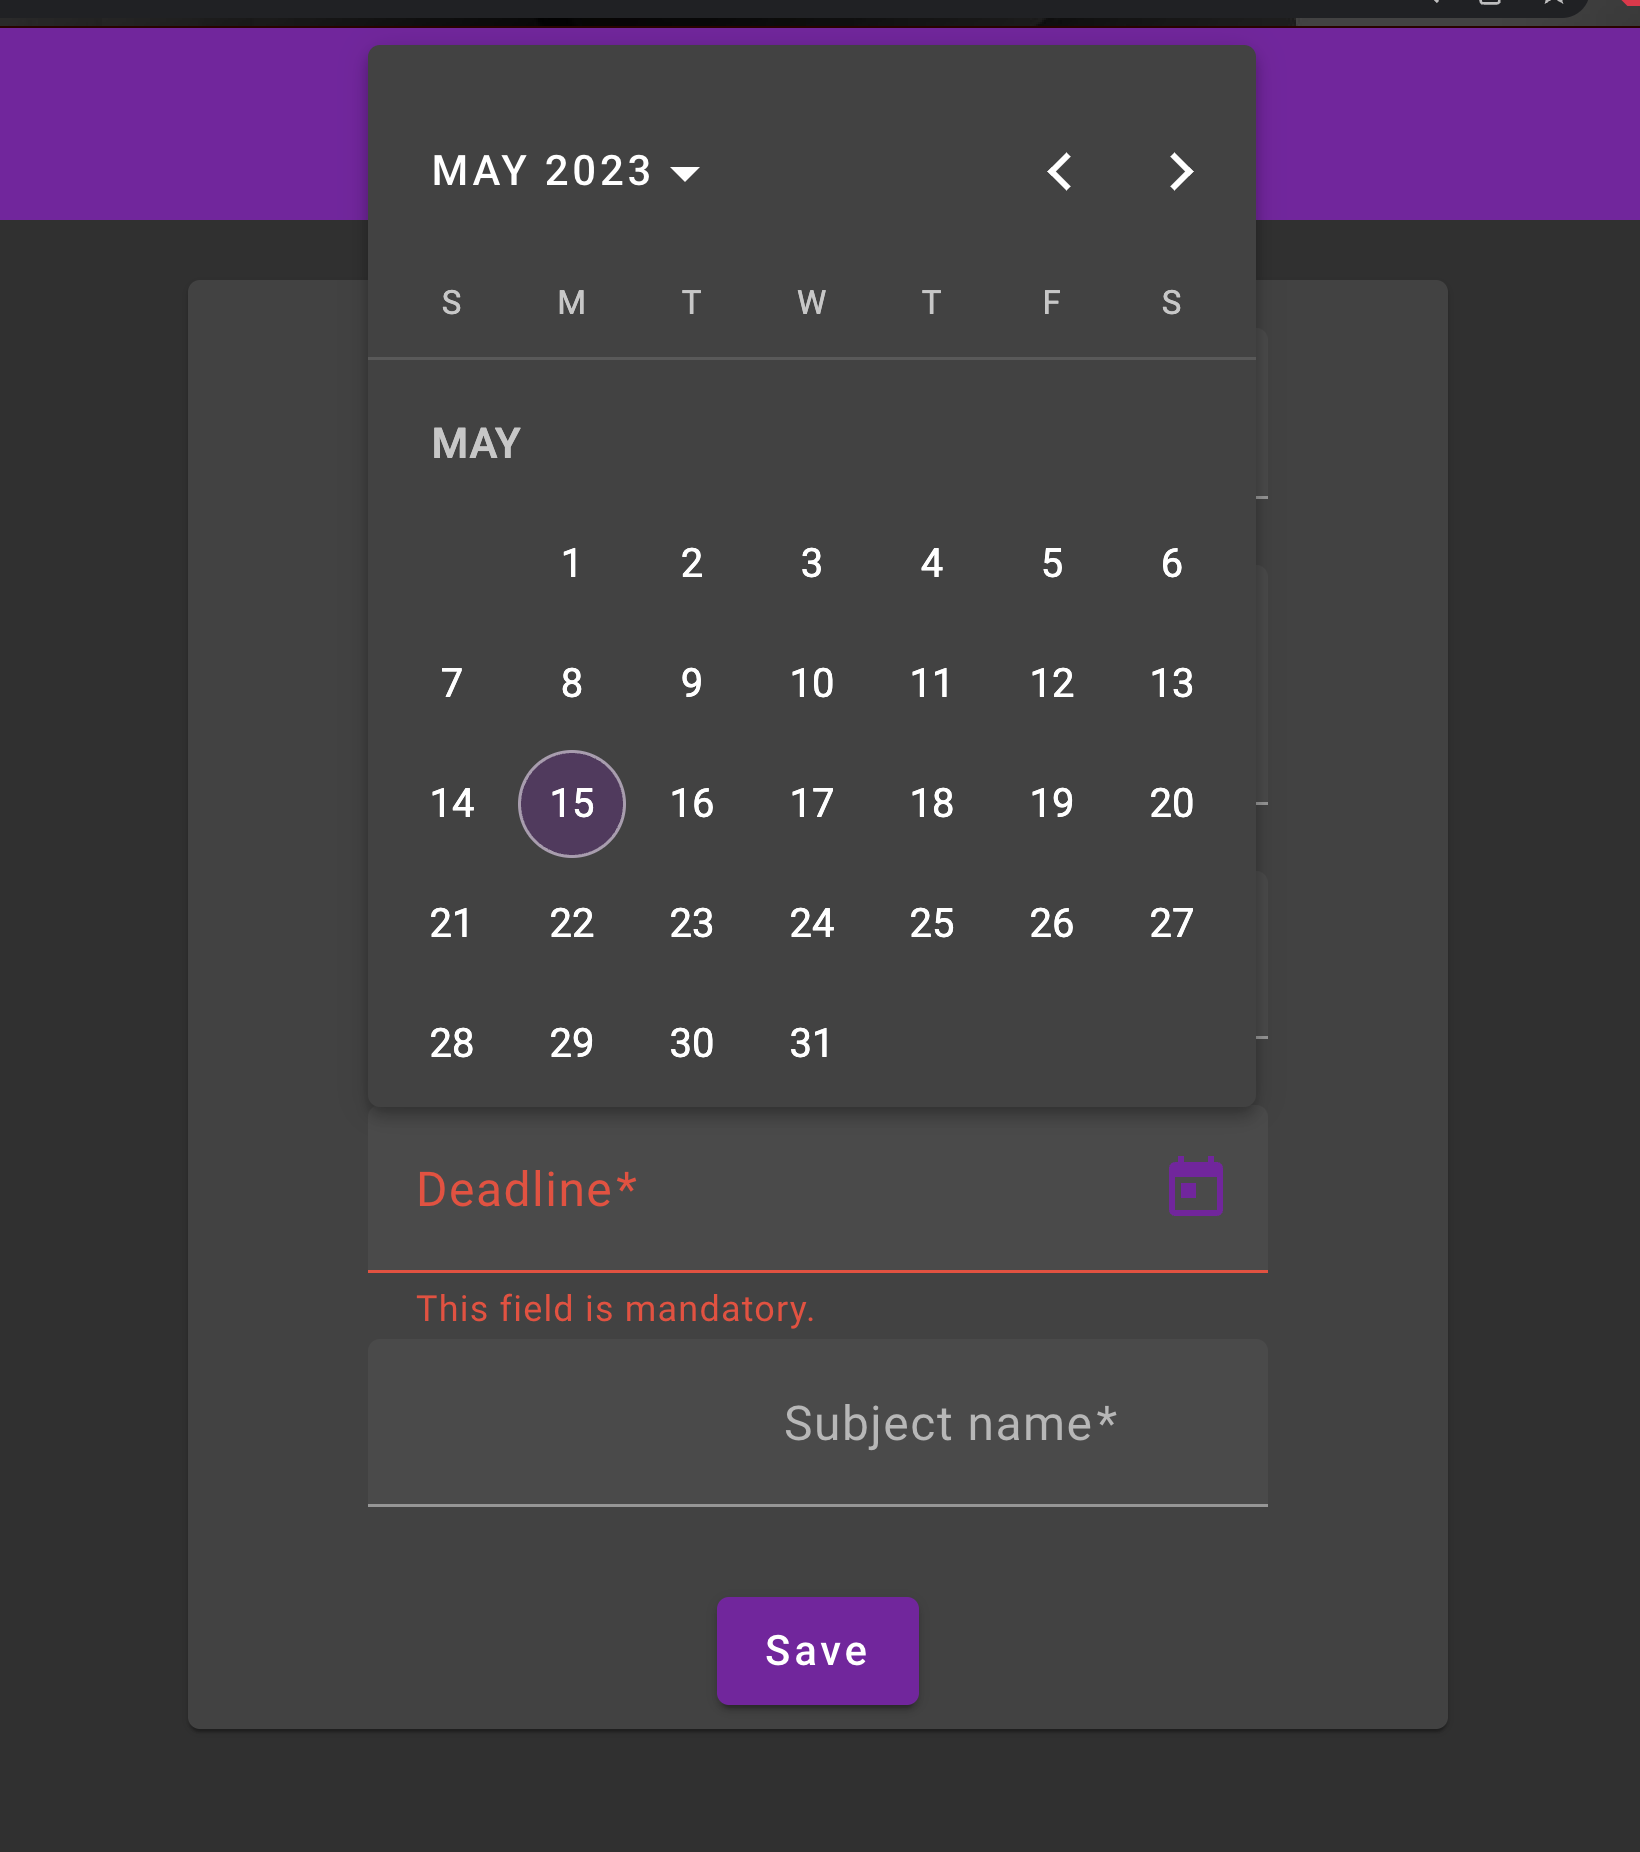 MAY 2023
S M T W T F S
MAY
1 2 3 4 5 6
7 8 9 10 11 12 13
14 15 16 17 18 19 20
21 22 23 24 25 26 27
28 29 30 31
Deadline*
This field is mandatory.
Subject name*
Save